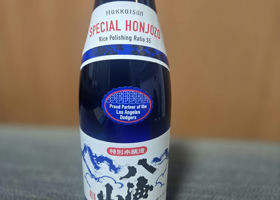 Hakkaisan
SPECIAL HONJOZO
Rice Polishing Ratio 55
Proud Partner of the
Los Angeles
Dodgers
特別本醸造
八海山